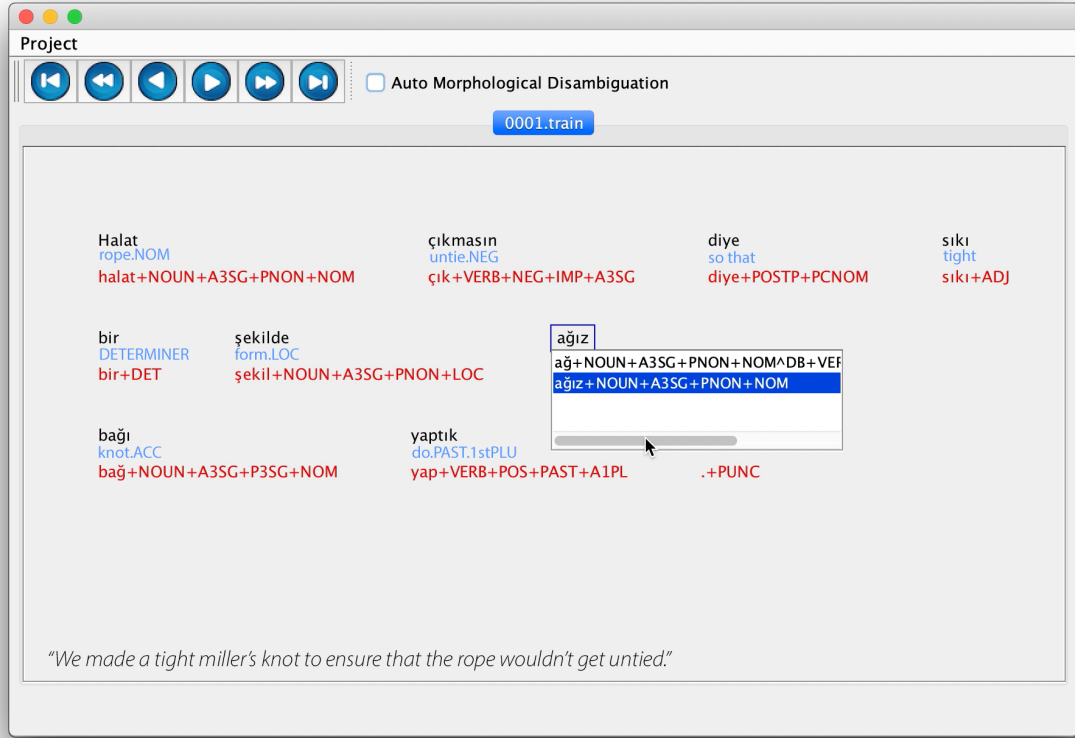 Project
Auto Morphological Disambiguation
0001.train
Halat çıkmasın diye sıkı
rope.NOM untie.NEG so that tight
halat+NOUN+A3SG+PNON+NOM çık+VERB+NEG+IMP+A3SG diye+POSTP+PCNOM sıkı+ADJ
bir şekilde ağız
DETERMINER form.LOC
bir+DET şekil+NOUN+A3SG+PNON+LOC
ağ+NOUN+A3SG+PNON+NOM^DB+VER
ağız+NOUN+A3SG+PNON+NOM
bağı yaptık
knot.ACC do.PAST.1stPLU
bağ+NOUN+A3SG+P3SG+NOM yap+VERB+POS+PAST+A1PL .+PUNC
“We made a tight miller’s knot to ensure that the rope wouldn’t get untied.”